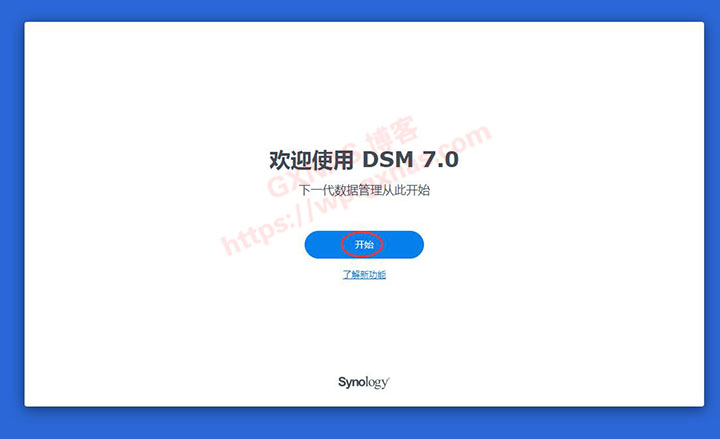 欢迎使用 DSM 7.0
GXNAS 博客
https://wp.gxnas.com
下一代数据管理从此开始
开始
了解新功能
Synology